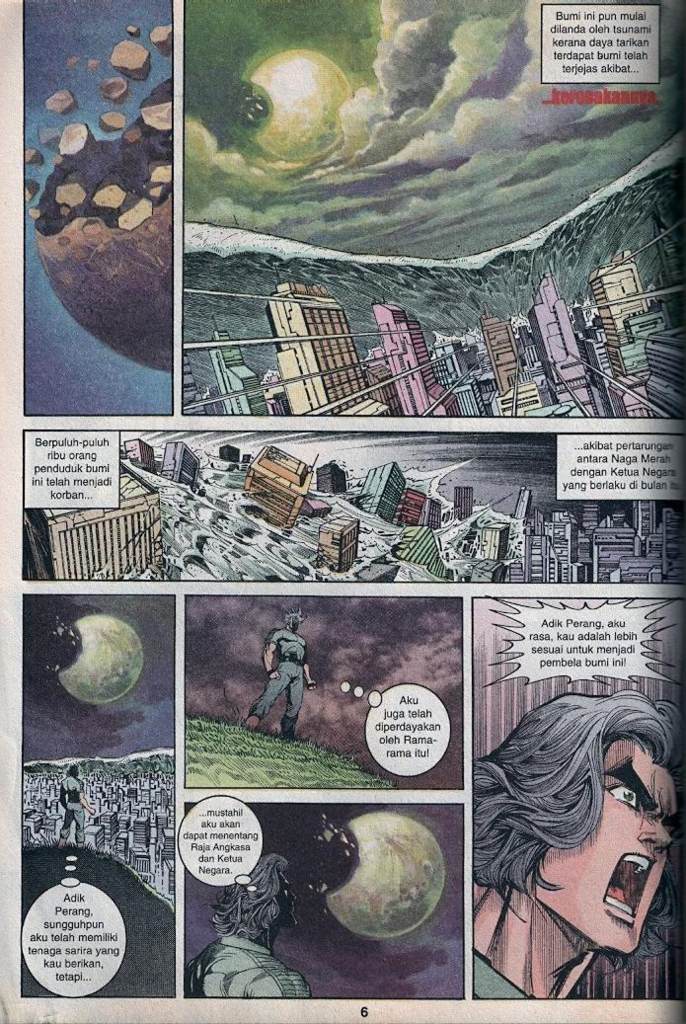 Bumi ini pun mulai
dilanda oleh tsunami
kerana daya tarikan
terdapat bumi telah
terjejas akibat...
...kerosakannya.
Berpuluh-puluh
ribu orang
penduduk bumi
ini telah menjadi
korban...
...akibat pertarungan
antara Naga Merah
dengan Ketua Negara
yang berlaku di bulan itu
Adik
Perang,
sungguhpun
aku telah memiliki
tenaga sarira yang
kau berikan,
tetapi...
Aku
juga telah
diperdayakan
oleh Rama-
rama itu!
...mustahil
aku akan
dapat menentang
Raja Angkasa
dan Ketua
Negara.
Adik Perang, aku
rasa, kau adalah lebih
sesuai untuk menjadi
pembela bumi ini!
6